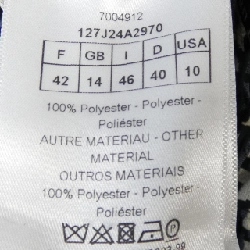 7004912
127J24A2970
F GB I D USA
42 14 46 40 10
100% Polyester - Polyester -
Poliéster
AUTRE MATERIAU - OTHER
MATERIAL
OUTROS MATERIAIS
100% Polyester - Polyester -
Poliéster